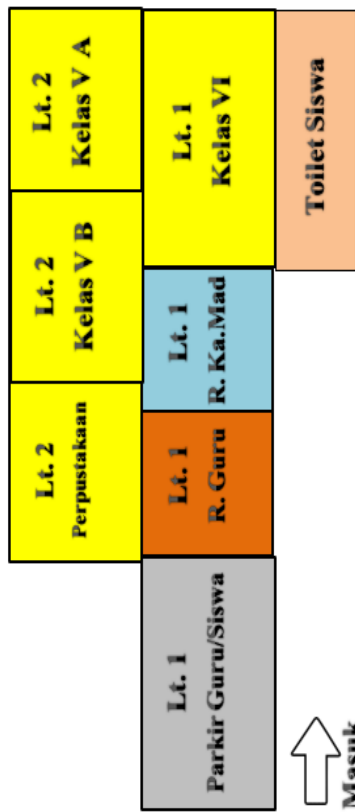 Lt. 2
Kelas V A
Lt. 2
Kelas V B
Lt. 2
Perpustakaan
Lt. 1
Kelas VI
Lt. 1
R. Ka.Mad
Lt. 1
R. Guru
Lt. 1
Parkir Guru/Siswa
Toilet Siswa
Masuk